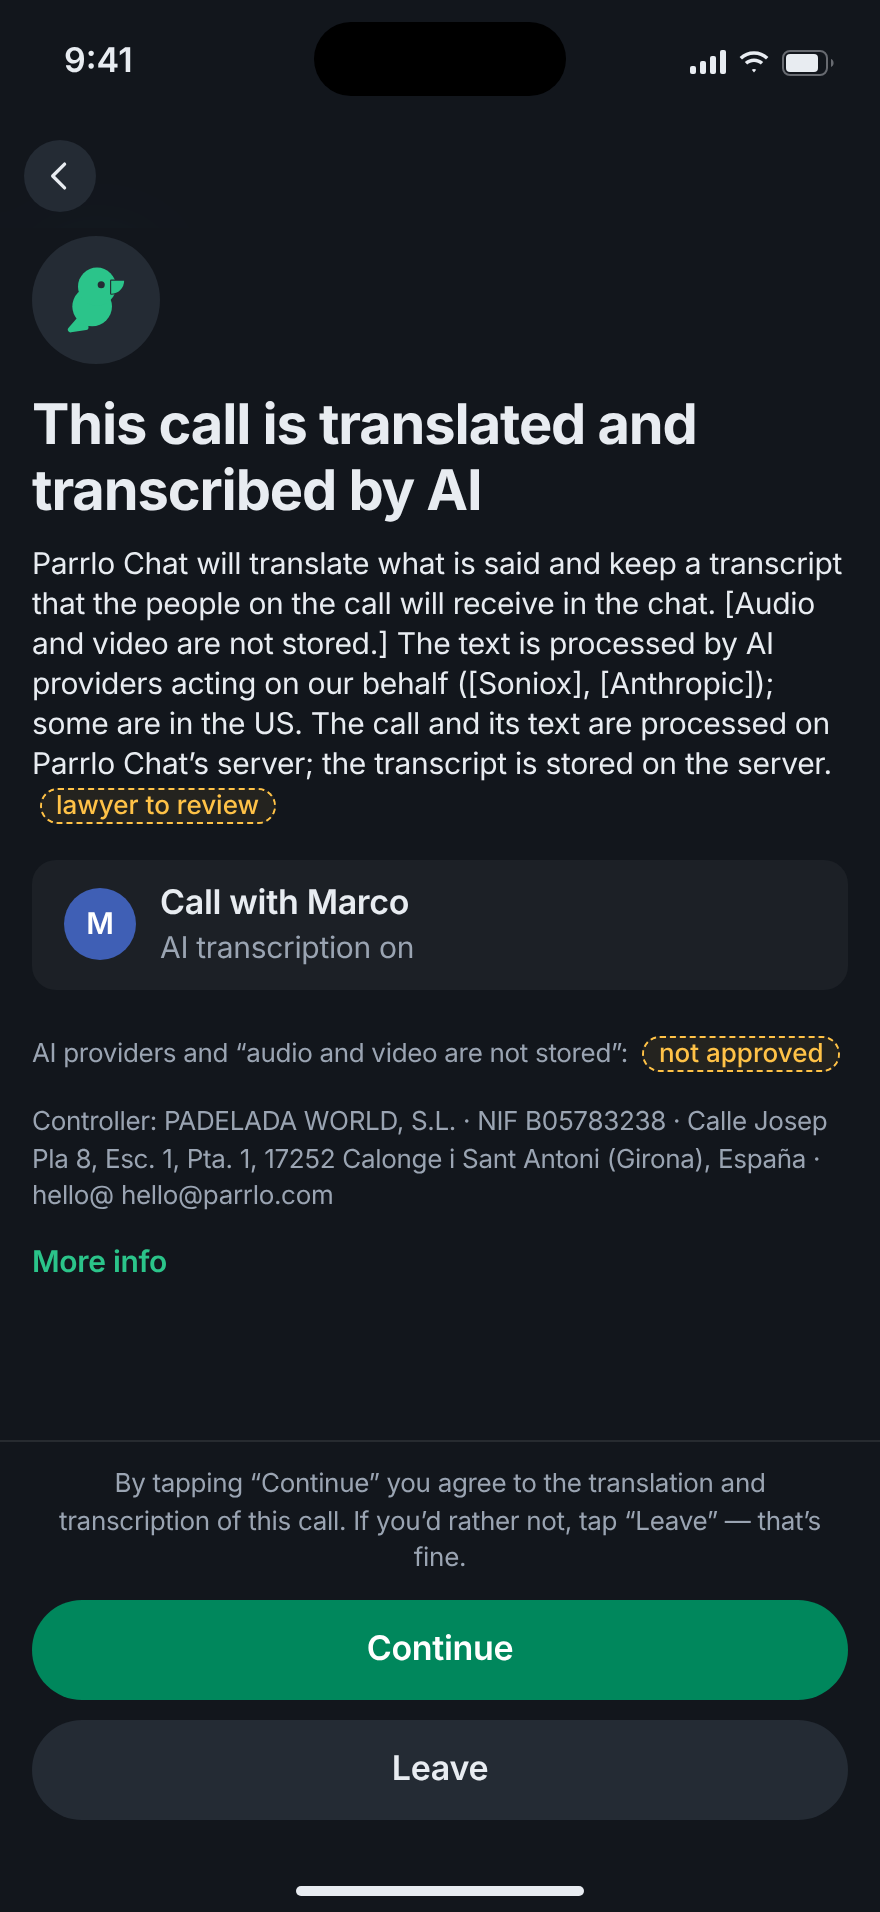 9:41
This call is translated and
transcribed by AI
Parrlo Chat will translate what is said and keep a transcript
that the people on the call will receive in the chat. [Audio
and video are not stored.] The text is processed by AI
providers acting on our behalf ([Soniox], [Anthropic]);
some are in the US. The call and its text are processed on
Parrlo Chat’s server; the transcript is stored on the server.
lawyer to review
M
Call with Marco
AI transcription on
AI providers and “audio and video are not stored”: not approved
Controller: PADELADA WORLD, S.L. · NIF B05783238 · Calle Josep
Pla 8, Esc. 1, Pta. 1, 17252 Calonge i Sant Antoni (Girona), España ·
hello@ hello@parrlo.com
More info
By tapping “Continue” you agree to the translation and
transcription of this call. If you’d rather not, tap “Leave” — that’s
fine.
Continue
Leave